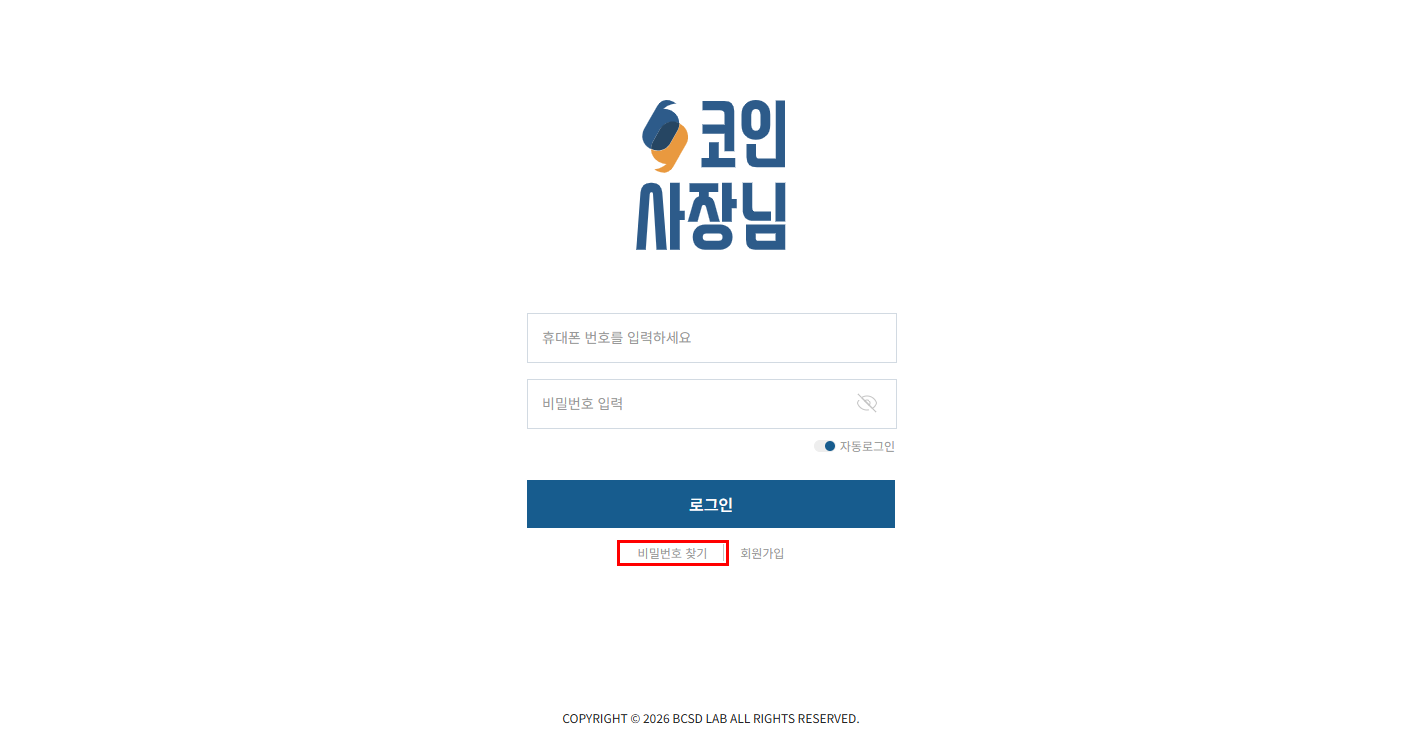 코인
사장님
휴대폰 번호를 입력하세요
비밀번호 입력
자동로그인
로그인
비밀번호 찾기 회원가입
COPYRIGHT © 2026 BCSD LAB ALL RIGHTS RESERVED.